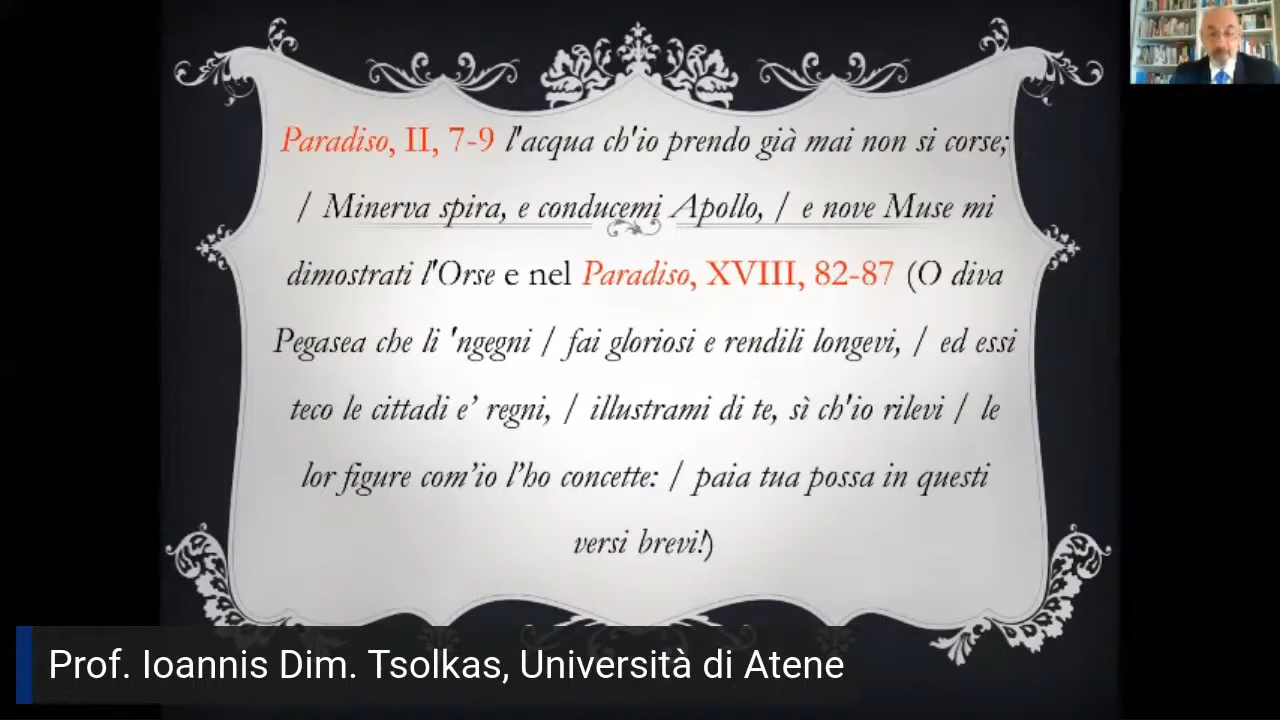 Paradiso, II, 7-9 l'acqua ch'io prendo già mai non si corse;
/ Minerva spira, e conducemi Apollo, / e nove Muse mi
dimostrati l'Orse e nel Paradiso, XVIII, 82-87 (O diva
Pegasea che li 'ngegni / fai gloriosi e rendili longevi, / ed essi
teco le cittadi e’ regni, / illustrami di te, sì ch'io rilevi / le
lor figure com’io l’ho concette: / paia tua possa in questi
versi brevi!)
Prof. Ioannis Dim. Tsolkas, Università di Atene